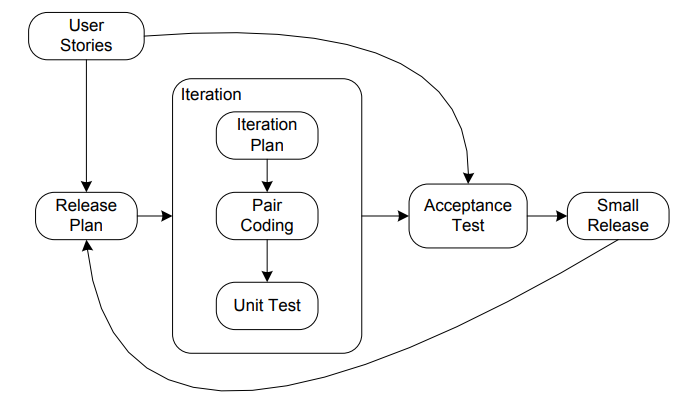 User
Stories
Iteration
Iteration
Plan
Release
Plan
Pair
Coding
Acceptance
Test
Small
Release
Unit Test